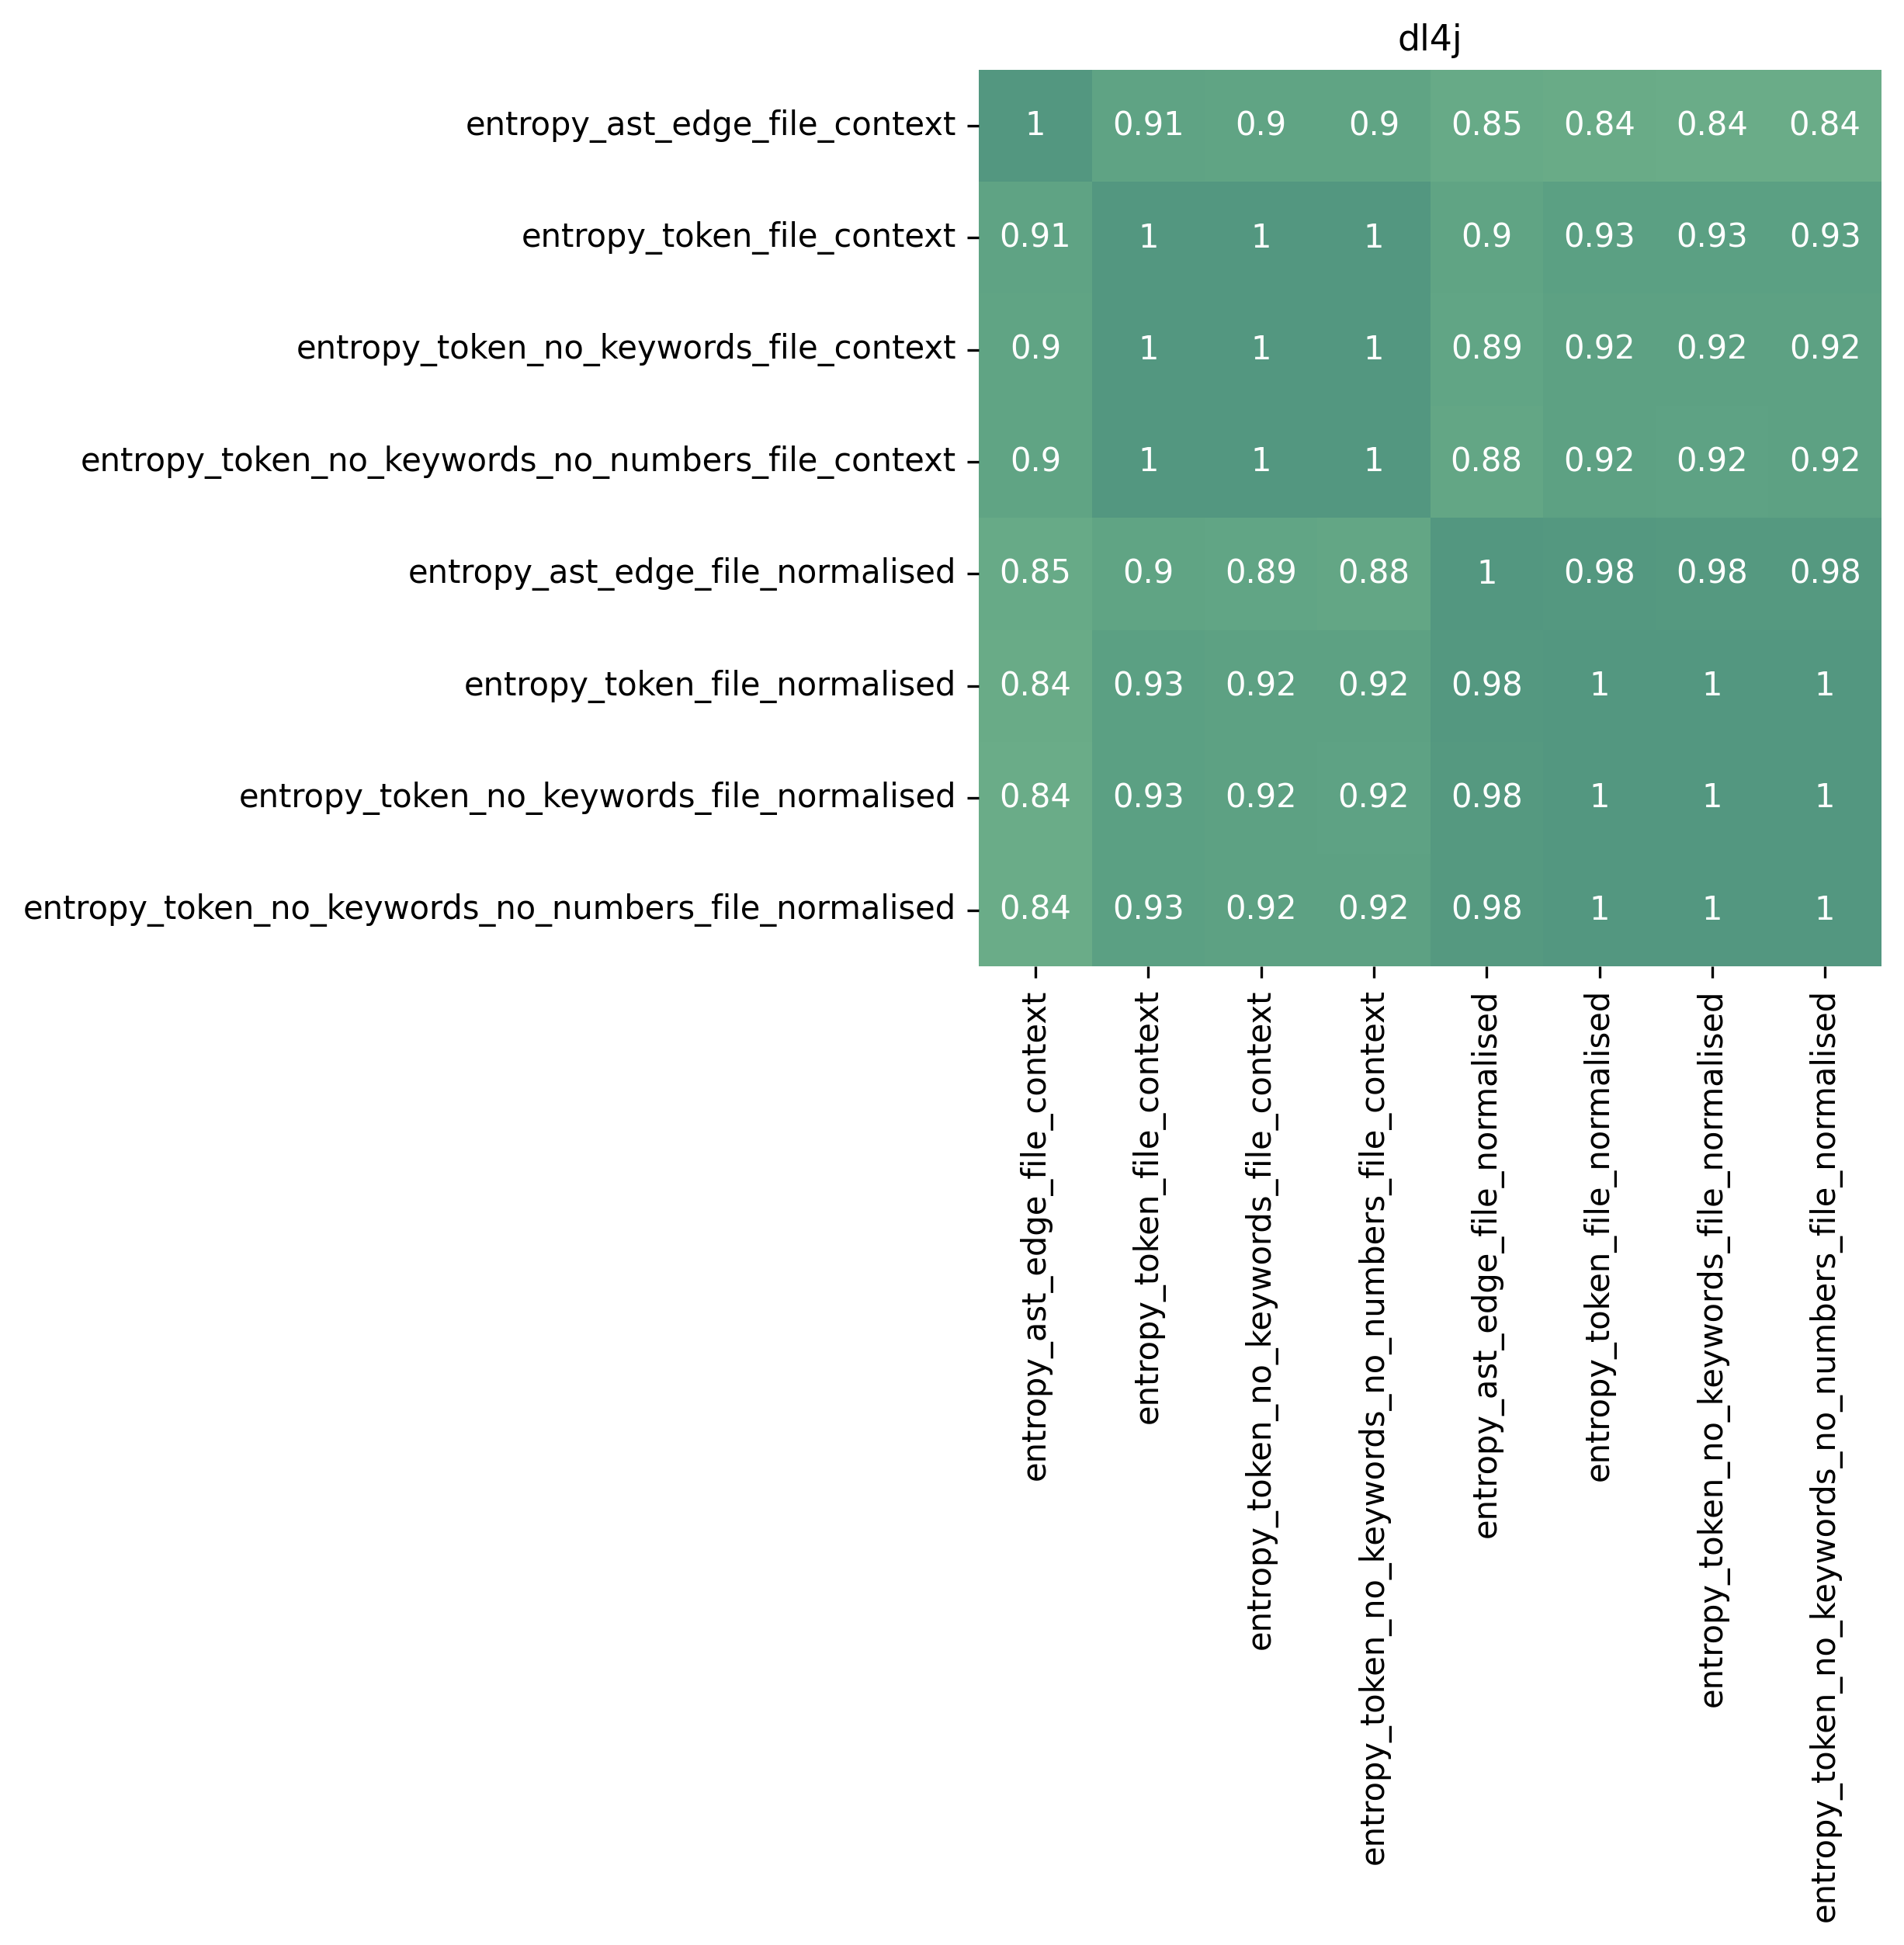 dl4j
entropy_ast_edge_file_context 1 0.91 0.9 0.9 0.85 0.84 0.84 0.84
entropy_token_file_context 0.91 1 1 1 0.9 0.93 0.93 0.93
entropy_token_no_keywords_file_context 0.9 1 1 1 0.89 0.92 0.92 0.92
entropy_token_no_keywords_no_numbers_file_context 0.9 1 1 1 0.88 0.92 0.92 0.92
entropy_ast_edge_file_normalised 0.85 0.9 0.89 0.88 1 0.98 0.98 0.98
entropy_token_file_normalised 0.84 0.93 0.92 0.92 0.98 1 1 1
entropy_token_no_keywords_file_normalised 0.84 0.93 0.92 0.92 0.98 1 1 1
entropy_token_no_keywords_no_numbers_file_normalised 0.84 0.93 0.92 0.92 0.98 1 1 1
entropy_ast_edge_file_context
entropy_token_file_context
entropy_token_no_keywords_file_context
entropy_token_no_keywords_no_numbers_file_context
entropy_ast_edge_file_normalised
entropy_token_file_normalised
entropy_token_no_keywords_file_normalised
entropy_token_no_keywords_no_numbers_file_normalised